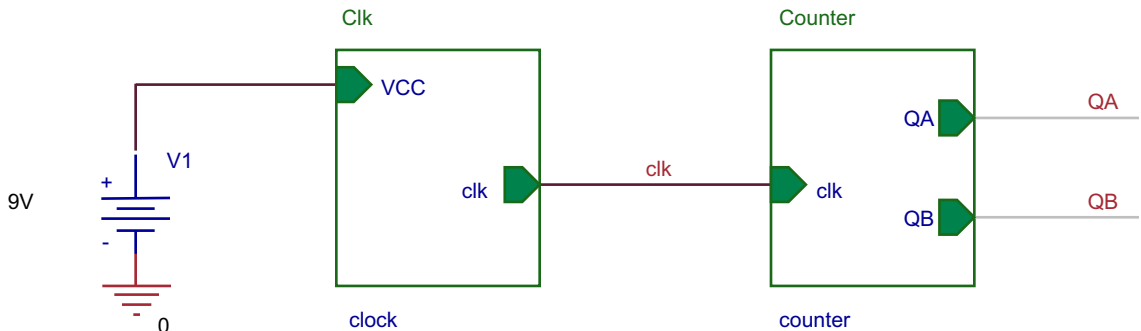 Clk
Counter
VCC
QA
QA
V1
+
9V
clk
clk
clk
QB
QB
-
0
clock
counter